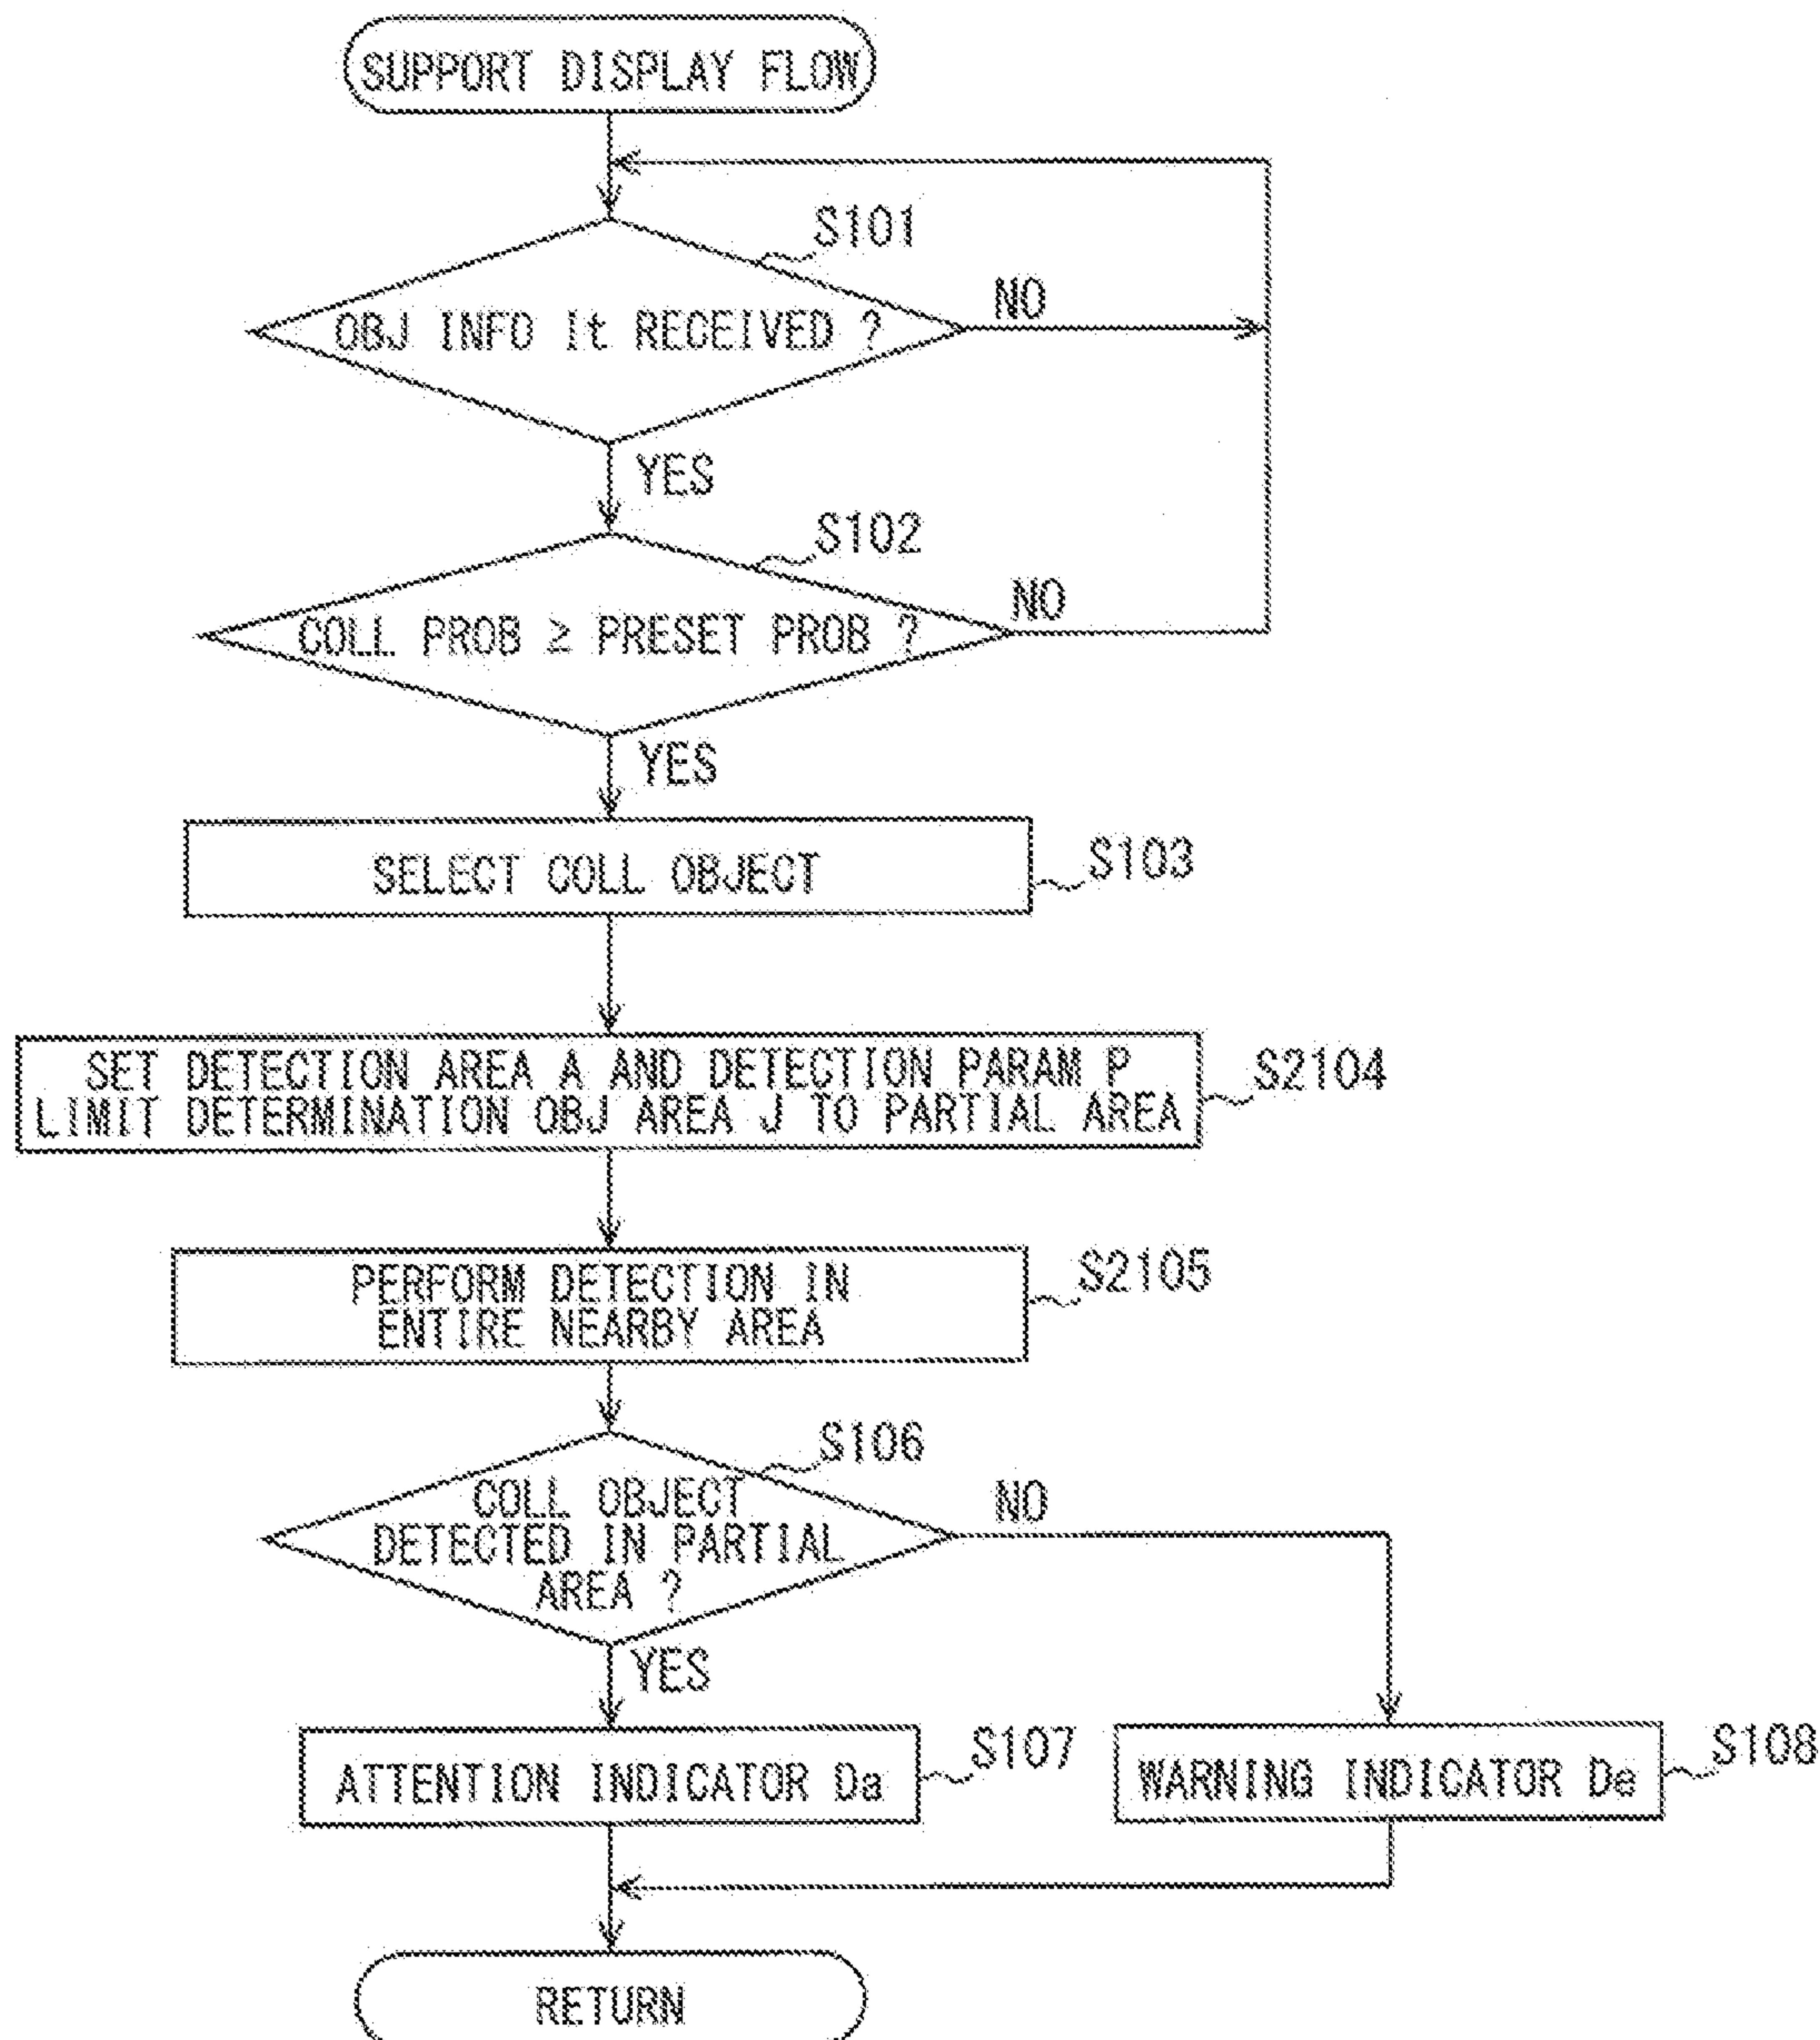 SUPPORT DISPLAY FLOW
S101
OBJ INFO It RECEIVED ?
NO
YES
S102
COLL PROB ≥ PRESET PROB ?
NO
YES
SELECT COLL OBJECT
S103
SET DETECTION AREA A AND DETECTION PARAM P
LIMIT DETERMINATION OBJ AREA J TO PARTIAL AREA
S2104
PERFORM DETECTION IN
ENTIRE NEARBY AREA
S2105
S106
COLL OBJECT
DETECTED IN PARTIAL
AREA ?
NO
YES
ATTENTION INDICATOR Da
S107
WARNING INDICATOR De
S108
RETURN